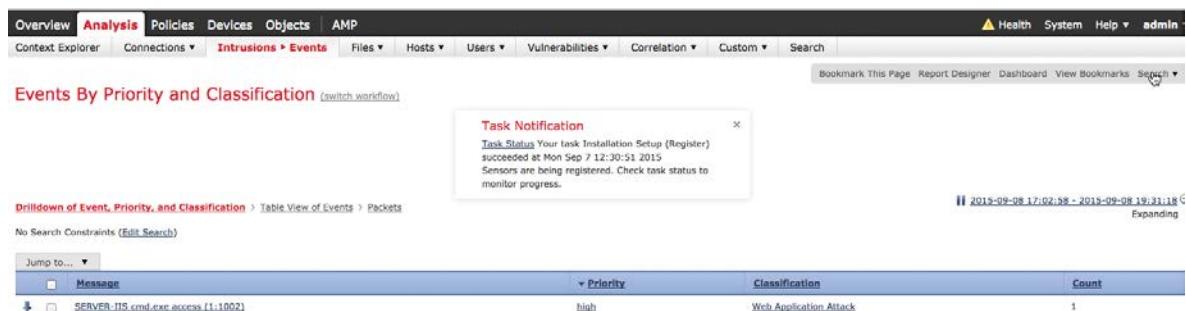 Overview Analysis Policies Devices Objects AMP Health System Help ▾ admin
Context Explorer Connections ▾ Intrusions ▸ Events Files ▾ Hosts ▾ Users ▾ Vulnerabilities ▾ Correlation ▾ Custom ▾ Search
Bookmark This Page Report Designer Dashboard View Bookmarks Search ▾
Events By Priority and Classification (switch workflow)
Task Notification ×
Task Status Your task Installation Setup (Register)
succeeded at Mon Sep 7 12:30:51 2015
Sensors are being registered. Check task status to
monitor progress.
Drilldown of Event, Priority, and Classification > Table View of Events > Packets
2015-09-08 17:02:58 - 2015-09-08 19:31:18
Expanding
No Search Constraints (Edit Search)
Jump to... ▼
Message ▾ Priority Classification Count
SERVER-IIS cmd.exe access (1:1002) high Web Application Attack 1